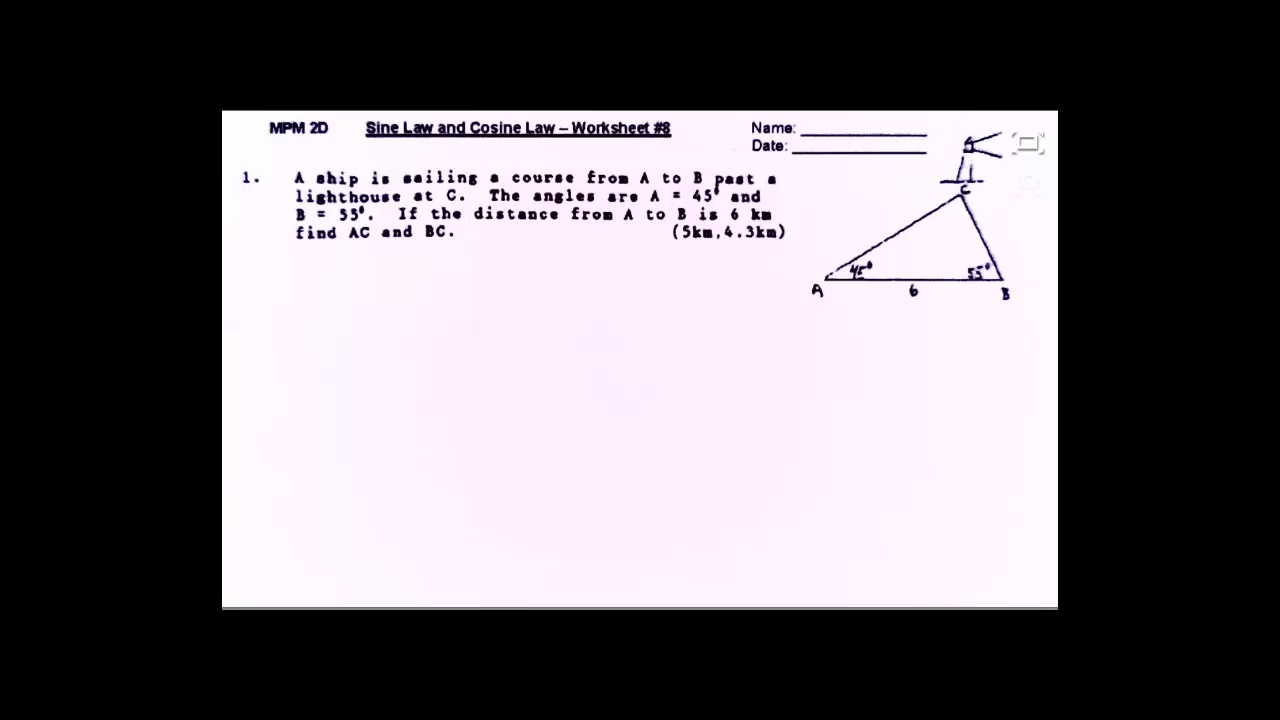 MPM 2D Sine Law and Cosine Law – Worksheet #8 Name:
Date:
1. A ship is sailing a course from A to B past a
lighthouse at C. The angles are A = 45° and
B = 55°. If the distance from A to B is 6 km
find AC and BC. (5km,4.3km)
C
45° 55°
A 6 B